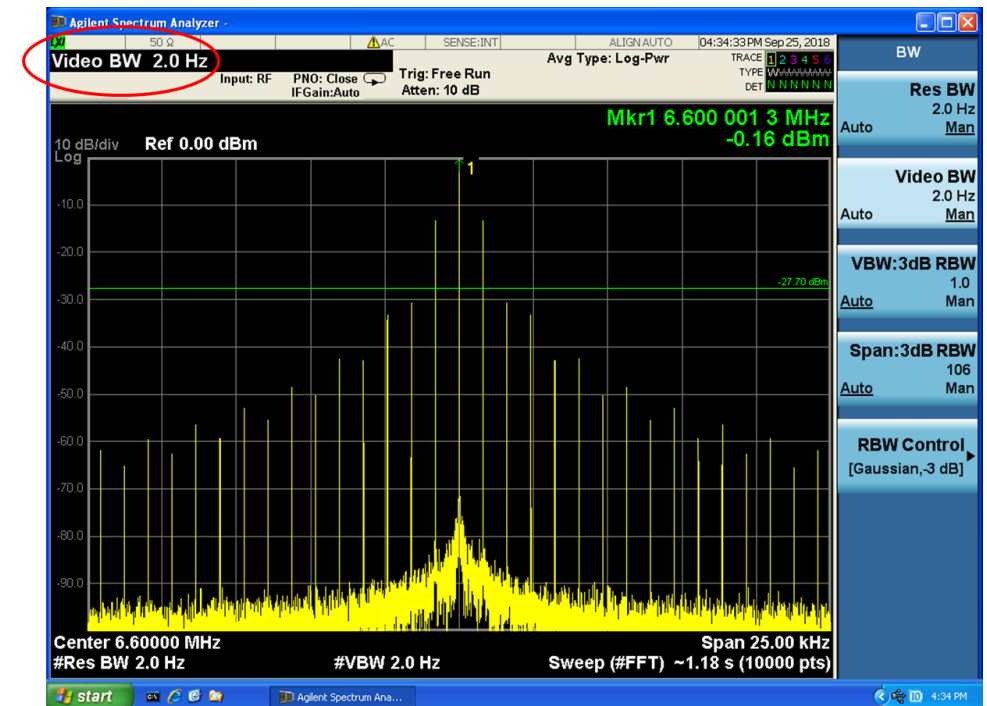 Agilent Spectrum Analyzer -
LXI 50 Ω AC SENSE:INT ALIGN AUTO 04:34:33 PM Sep 25, 2018
Video BW 2.0 Hz
Input: RF PNO: Close Trig: Free Run Avg Type: Log-Pwr TRACE 1 2 3 4 5 6
TYPE W
IFGain:Auto Atten: 10 dB DET N N N N N N
Mkr1 6.600 001 3 MHz
-0.16 dBm
10 dB/div Ref 0.00 dBm
Log
1
-10.0
-20.0
-27.70 dBm
-30.0
-40.0
-50.0
-60.0
-70.0
-80.0
-90.0
Center 6.60000 MHz Span 25.00 kHz
#Res BW 2.0 Hz #VBW 2.0 Hz Sweep (#FFT) ~1.18 s (10000 pts)
BW
Res BW
2.0 Hz
Auto Man
Video BW
2.0 Hz
Auto Man
VBW:3dB RBW
1.0
Auto Man
Span:3dB RBW
106
Auto Man
RBW Control
[Gaussian,-3 dB]
start Agilent Spectrum Ana... 4:34 PM